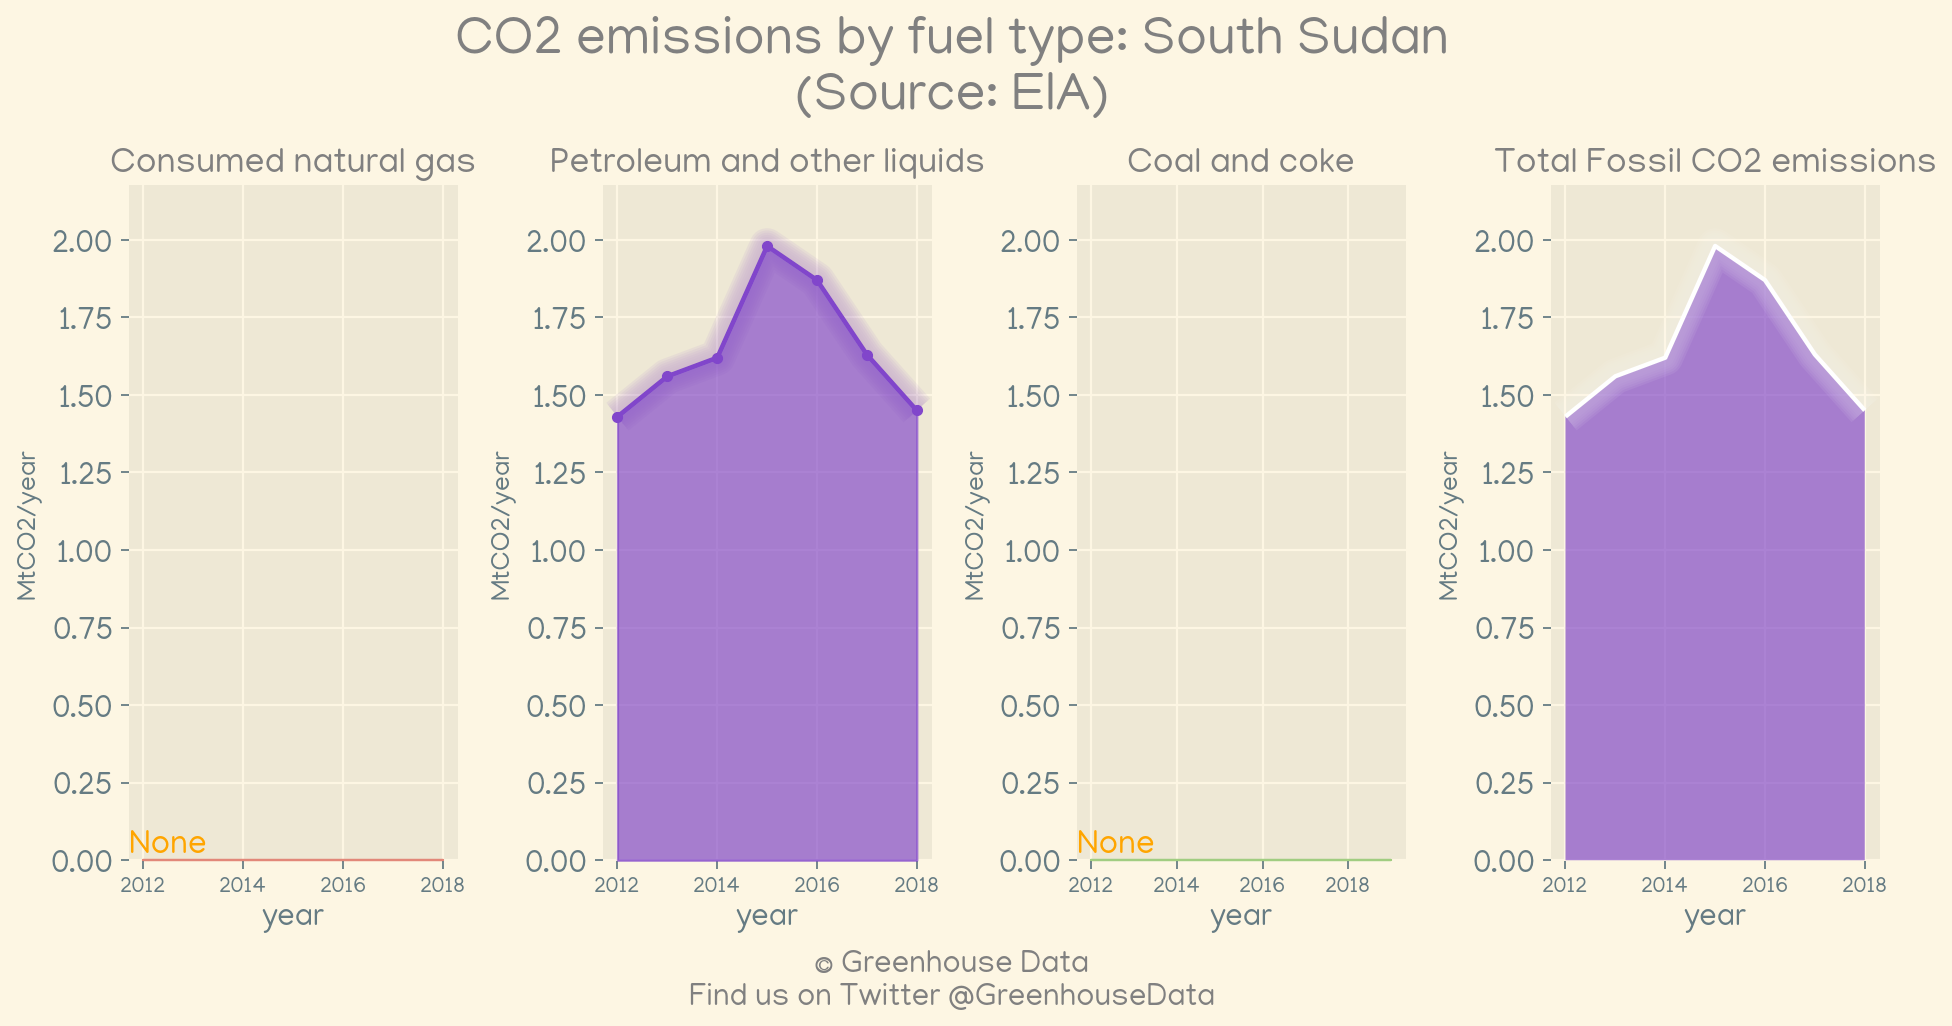 CO2 emissions by fuel type: South Sudan
(Source: EIA)
Consumed natural gas
MtCO2/year
2.00
1.75
1.50
1.25
1.00
0.75
0.50
0.25
0.00
None
2012 2014 2016 2018
year
Petroleum and other liquids
MtCO2/year
2.00
1.75
1.50
1.25
1.00
0.75
0.50
0.25
0.00
2012 2014 2016 2018
year
Coal and coke
MtCO2/year
2.00
1.75
1.50
1.25
1.00
0.75
0.50
0.25
0.00
None
2012 2014 2016 2018
year
Total Fossil CO2 emissions
MtCO2/year
2.00
1.75
1.50
1.25
1.00
0.75
0.50
0.25
0.00
2012 2014 2016 2018
year
© Greenhouse Data
Find us on Twitter @GreenhouseData